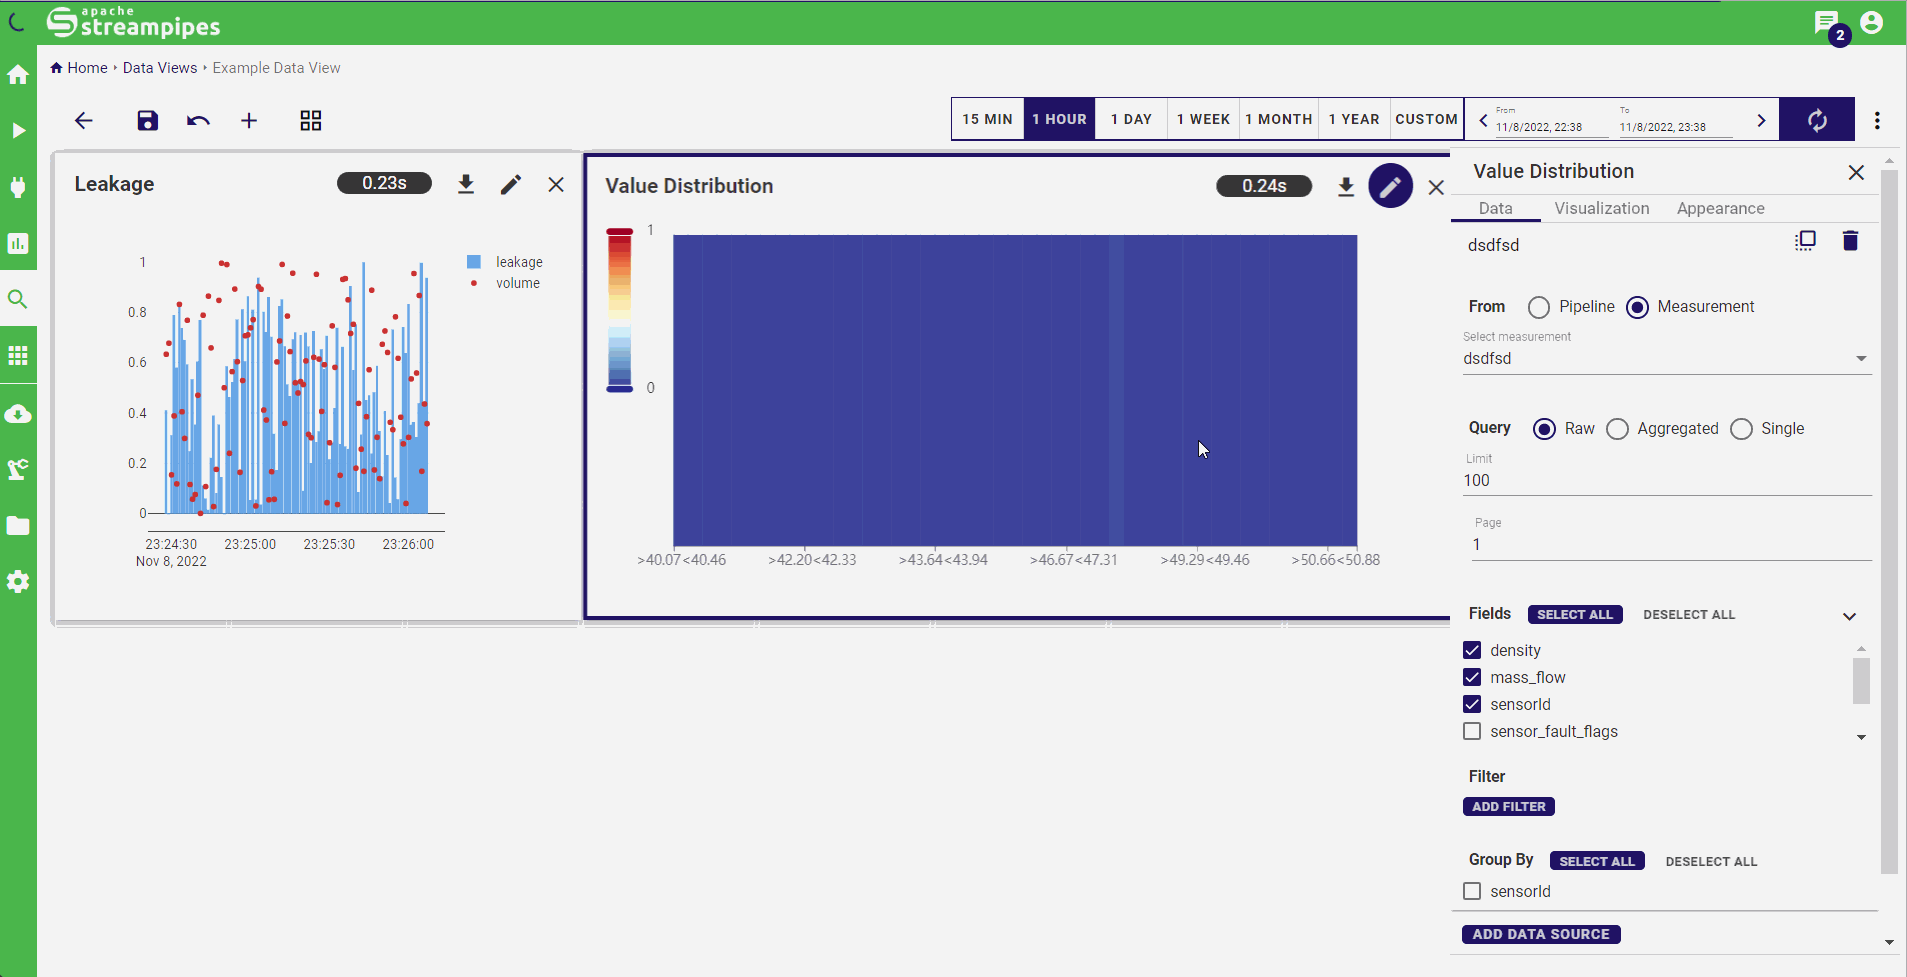 apache
streampipes
2
Home
Data Views
Example Data View
15 MIN
1 HOUR
1 DAY
1 WEEK
1 MONTH
1 YEAR
CUSTOM
From
11/8/2022, 22:38
To
11/8/2022, 23:38
Leakage
0.23s
1
0.8
0.6
0.4
0.2
0
23:24:30
23:25:00
23:25:30
23:26:00
Nov 8, 2022
leakage
volume
Value Distribution
0.24s
1
0
>40.07<40.46
>42.20<42.33
>43.64<43.94
>46.67<47.31
>49.29<49.46
>50.66<50.88
Value Distribution
Data
Visualization
Appearance
dsdfsd
From
Pipeline
Measurement
Select measurement
dsdfsd
Query
Raw
Aggregated
Single
Limit
100
Page
1
Fields
SELECT ALL
DESELECT ALL
density
mass_flow
sensorId
sensor_fault_flags
Filter
ADD FILTER
Group By
SELECT ALL
DESELECT ALL
sensorId
ADD DATA SOURCE